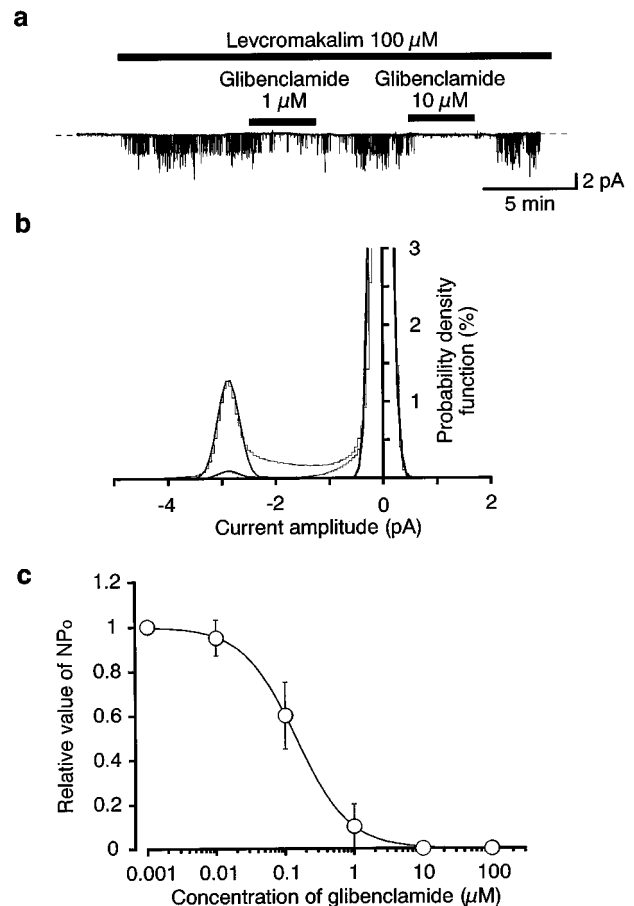 a
Levcromakalim 100 µM
Glibenclamide
1 µM
Glibenclamide
10 µM
2 pA
5 min
b
3
2
1
Probability density
function (%)
-4
-2
0
2
Current amplitude (pA)
c
1.2
1
0.8
0.6
0.4
0.2
0
Relative value of NPo
0.001
0.01
0.1
1
10
100
Concentration of glibenclamide (µM)